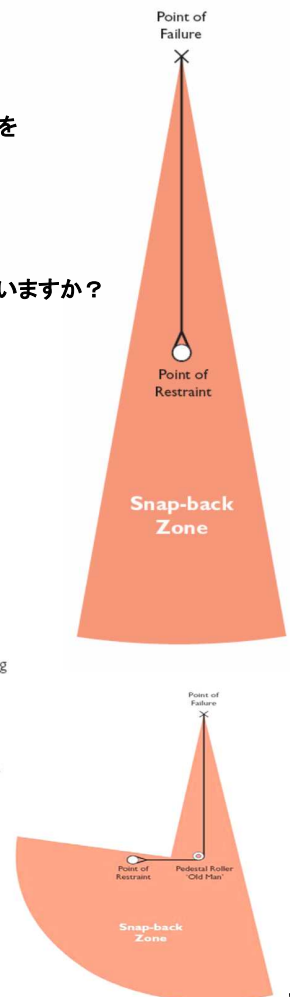 Point of
Failure
を
いますか？
Point of
Restraint
Snap-back
Zone
g
Point of
Failure
Point of
Restraint
Pedestal Roller
'Old Man'
Snap-back
Zone